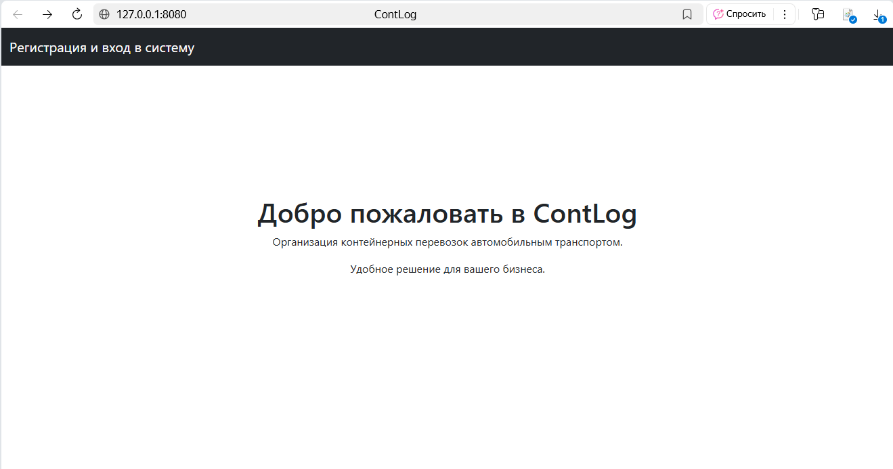 127.0.0.1:8080
ContLog
Спросить
Регистрация и вход в систему
Добро пожаловать в ContLog
Организация контейнерных перевозок автомобильным транспортом.
Удобное решение для вашего бизнеса.